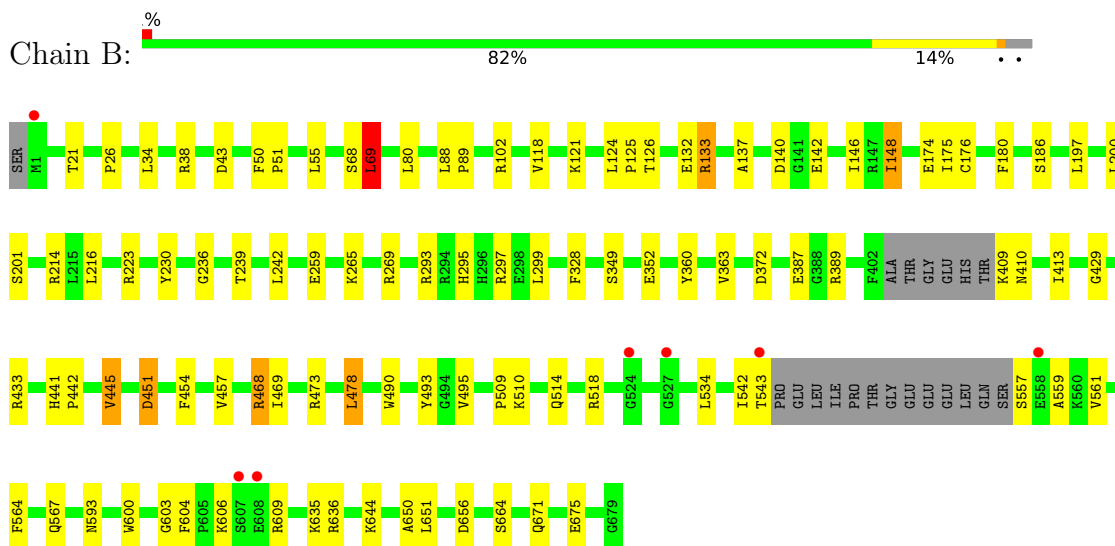 .%
Chain B:
82% 14% • •
SER M1 T21 P26 L34 R38 D43 F50 P51 L55 S68 L69 L80 L88 P89 R102 V118 K121 L124 P125 T126 E132 R133 A137 D140 G141 E142 I146 R147 I148 E174 I175 C176 F180 S186 L197
S201 R214 L215 L216 R223 Y230 G236 T239 L242 E259 K265 R269 R293 R294 H295 H296 R297 E298 L299 F328 S349 E352 Y360 V363 D372 E387 G388 R389 F402 ALA THR GLY GLU HIS THR K409 N410 I413 G429
R433 H441 P442 V445 D451 F454 V457 R468 I469 R473 L478 W490 Y493 G494 V495 P509 K510 Q514 R518 G524 G527 L534 I542 T543 PRO GLU LEU ILE PRO THR GLY GLU GLU GLU LEU GLN SER S557 E558 A559 K560 V561
F564 Q567 N593 W600 G603 F604 P605 K606 S607 E608 R609 K635 R636 K644 A650 L651 D656 S664 Q671 E675 G679